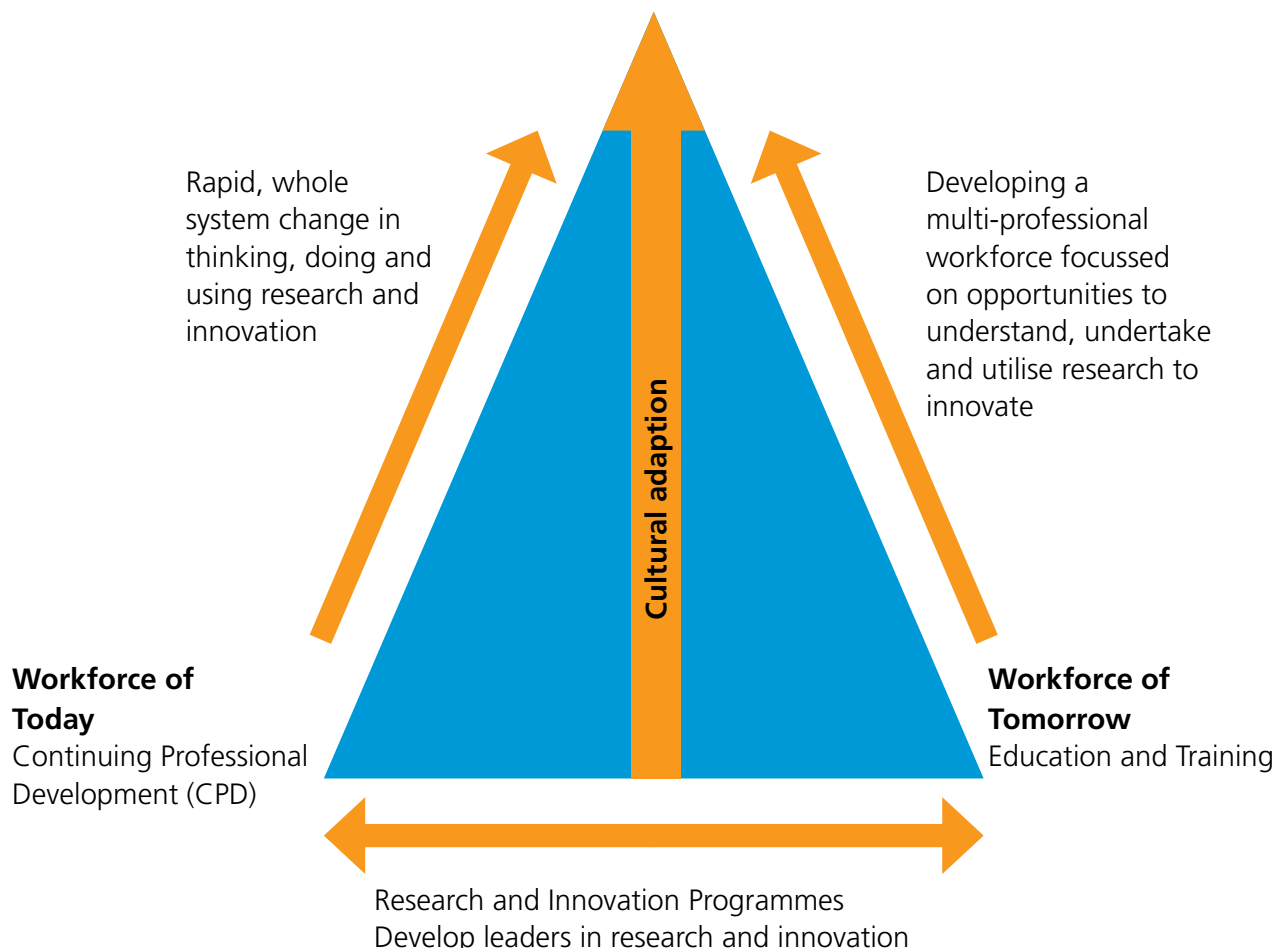 Rapid, whole
system change in
thinking, doing and
using research and
innovation
Developing a
multi-professional
workforce focussed
on opportunities to
understand, undertake
and utilise research to
innovate
Cultural adaption
Workforce of
Today
Continuing Professional
Development (CPD)
Workforce of
Tomorrow
Education and Training
Research and Innovation Programmes
Develop leaders in research and innovation